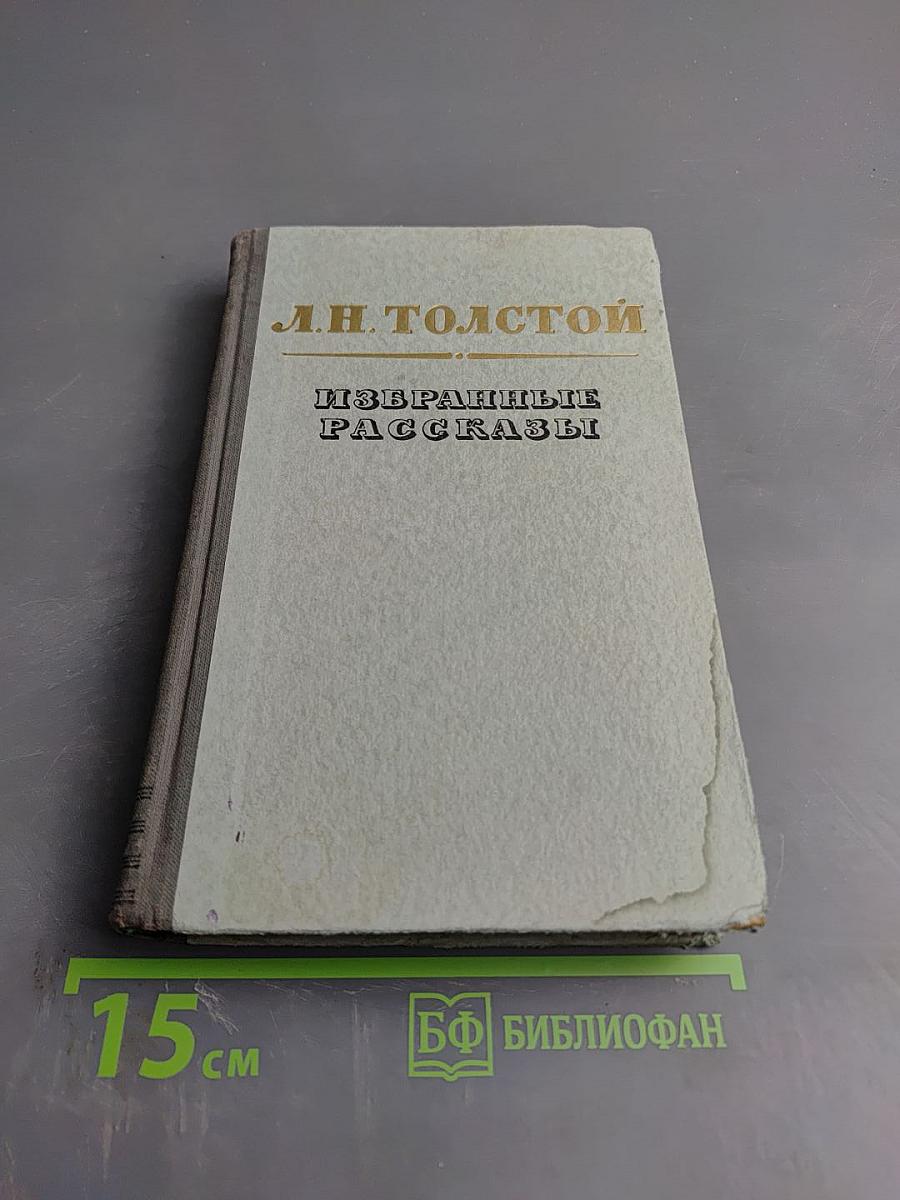 Л.Н. ТОЛСТОЙ
ИЗБРАННЫЕ
РАССКАЗЫ
15 см
БФ БИБЛИОФАН